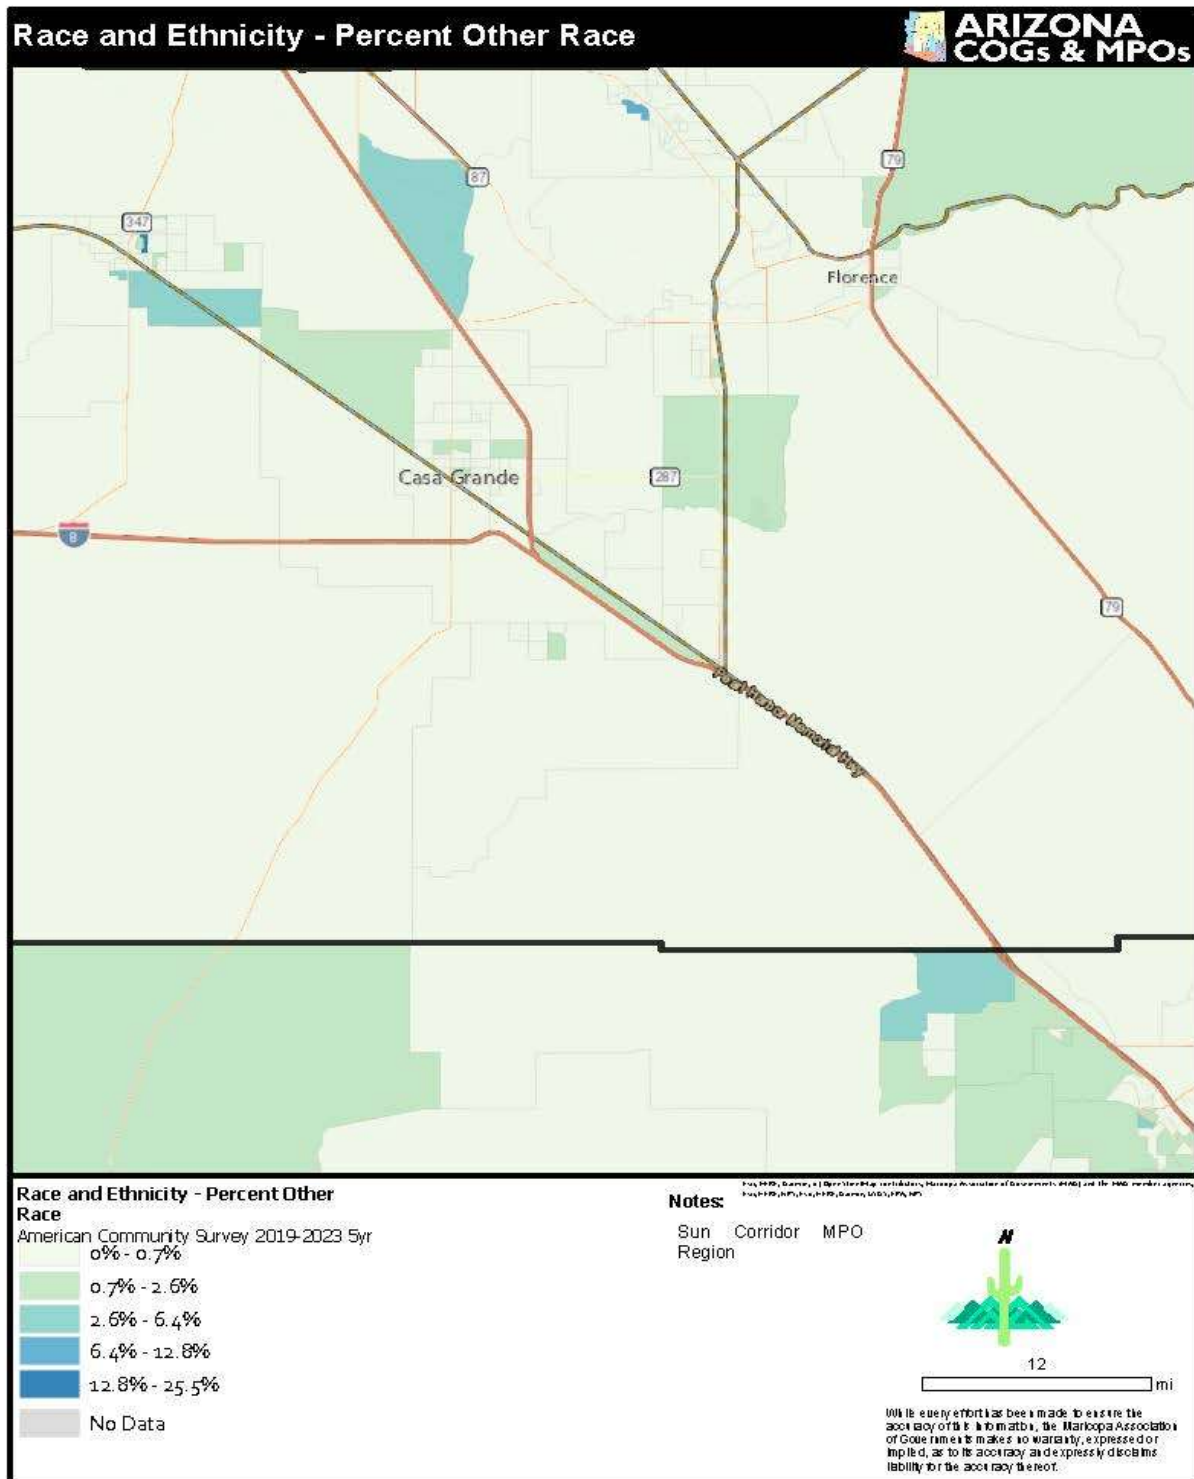 Race and Ethnicity - Percent Other Race
ARIZONA
COGs & MPOs
347
87
79
Florence
Casa Grande
287
8
79
Pearl Harbor Memorial Hwy
Race and Ethnicity - Percent Other
Race
American Community Survey 2019-2023 5yr
0% - 0.7%
0.7% - 2.6%
2.6% - 6.4%
6.4% - 12.8%
12.8% - 25.5%
No Data
Notes:
Sun Corridor MPO
Region
N
12
mi
While every effort has been made to ensure the
accuracy of this information, the Maricopa Association
of Governments makes no warranty, expressed or
implied, as to its accuracy and expressly disclaims
liability for the accuracy thereof.